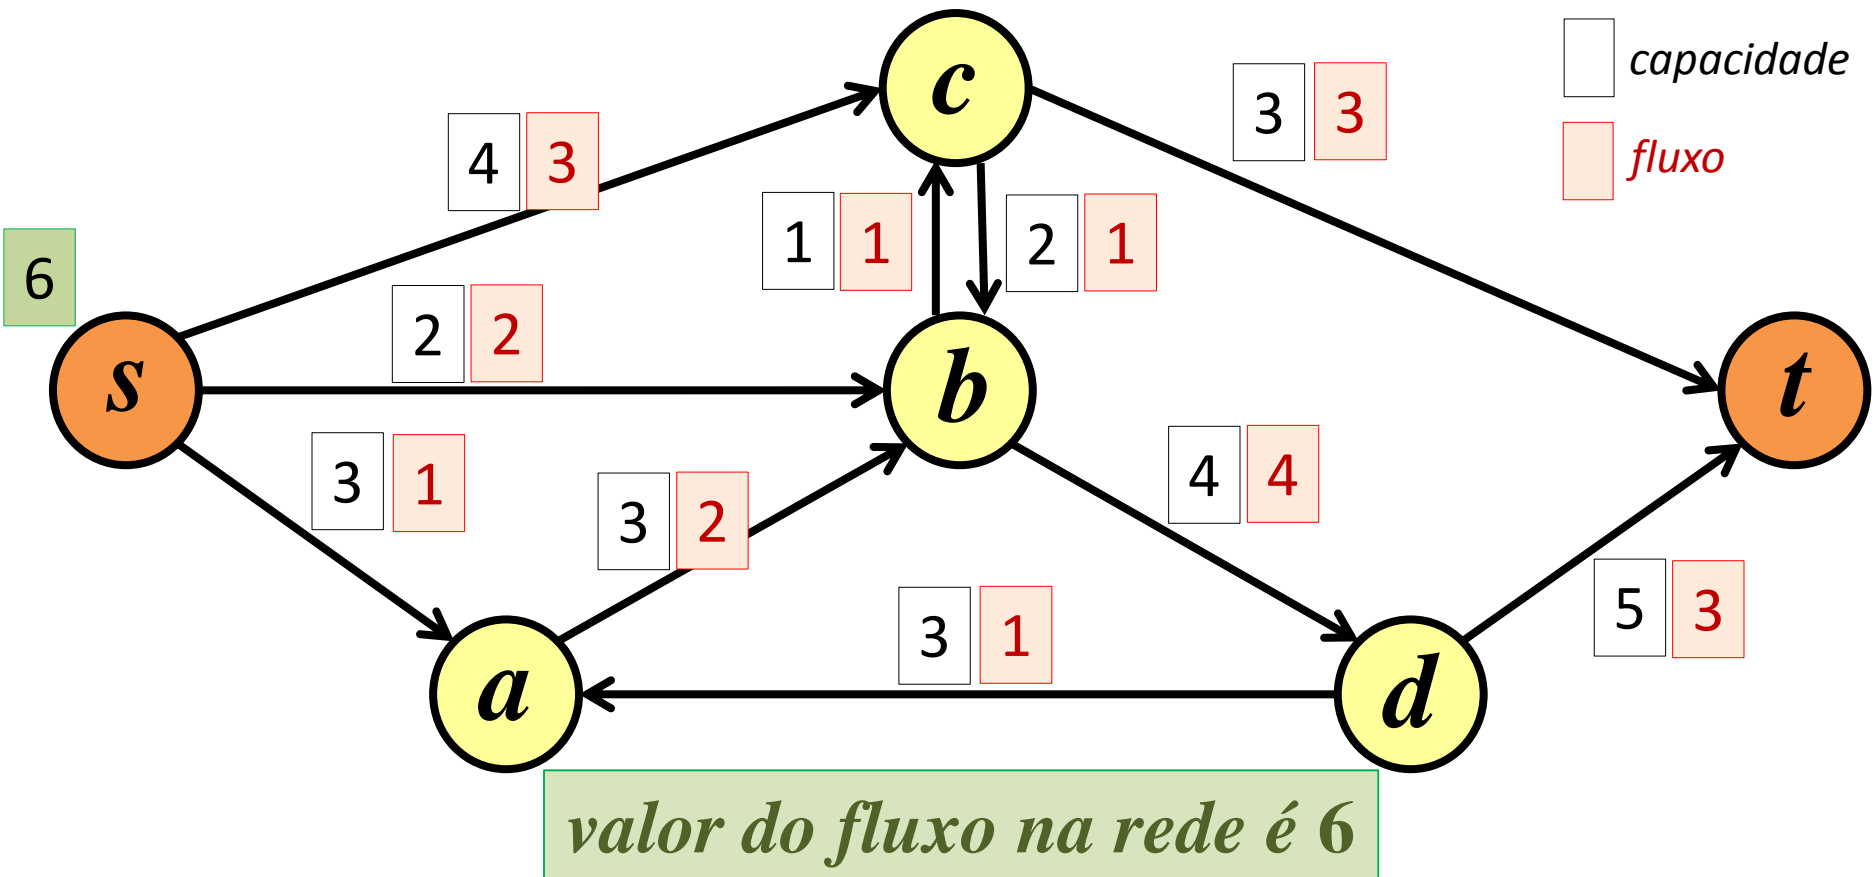 c
3 3
capacidade
4 3
fluxo
1 1
2 1
6
2 2
s
b
t
3 1
3 2
4 4
3 1
5 3
a
d
valor do fluxo na rede é 6